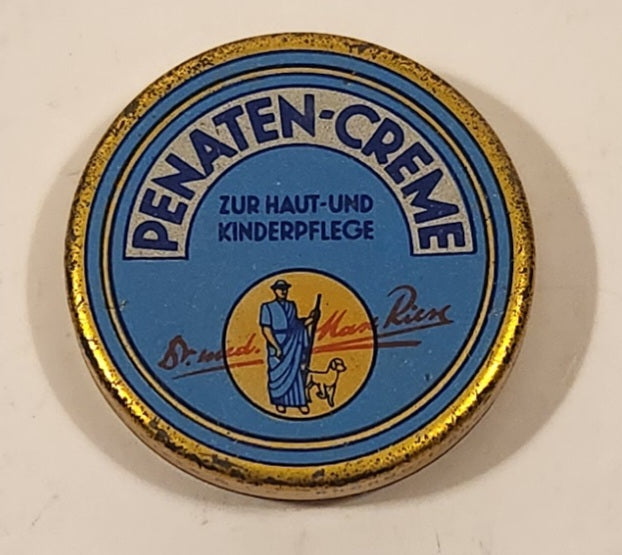 PENATEN-CREME
ZUR HAUT-UND
KINDERPFLEGE
Dr. med. Max Riese